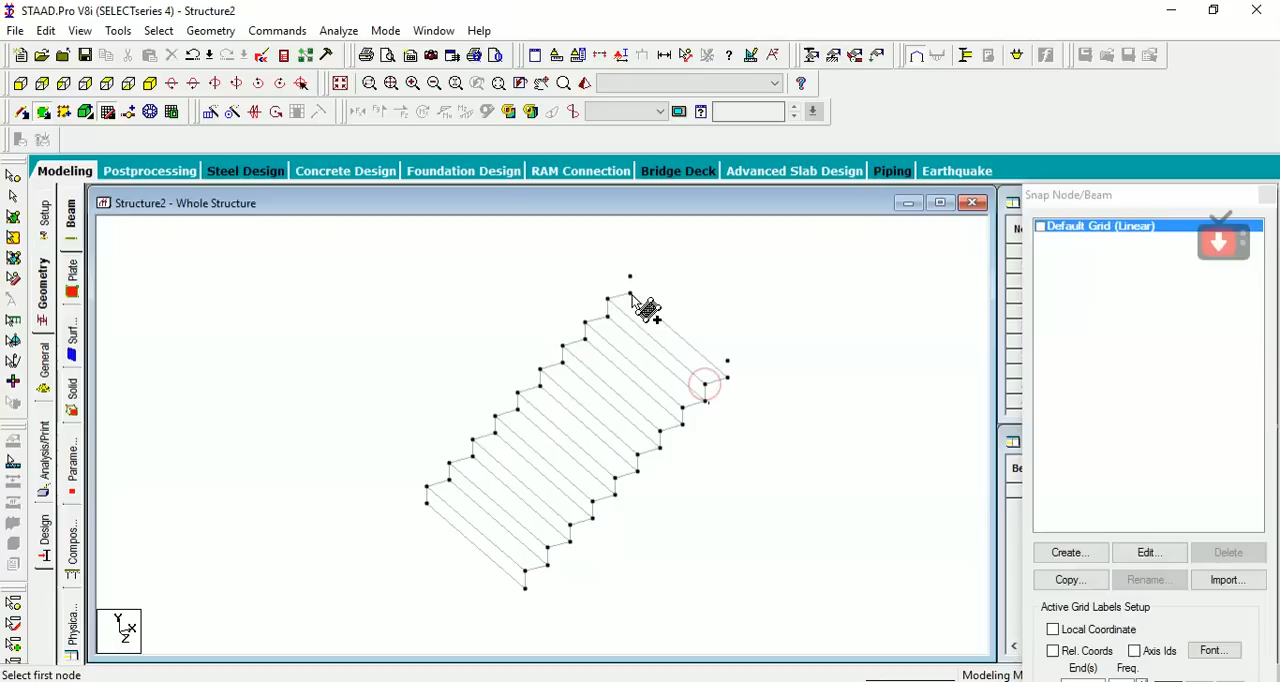 STAAD.Pro V8i (SELECTseries 4) - Structure2
File Edit View Tools Select Geometry Commands Analyze Mode Window Help
Modeling Postprocessing Steel Design Concrete Design Foundation Design RAM Connection Bridge Deck Advanced Slab Design Piping Earthquake
Setup
Geometry
General
Analysis/Print
Design
Beam
Plate
Surf...
Solid
Parame...
Compos...
Physica...
Structure2 - Whole Structure
Y
X
Z
Snap Node/Beam
Default Grid (Linear)
Create... Edit... Delete
Copy... Rename... Import...
Active Grid Labels Setup
Local Coordinate
Rel. Coords Axis Ids Font...
End(s) Freq.
Select first node
Modeling M